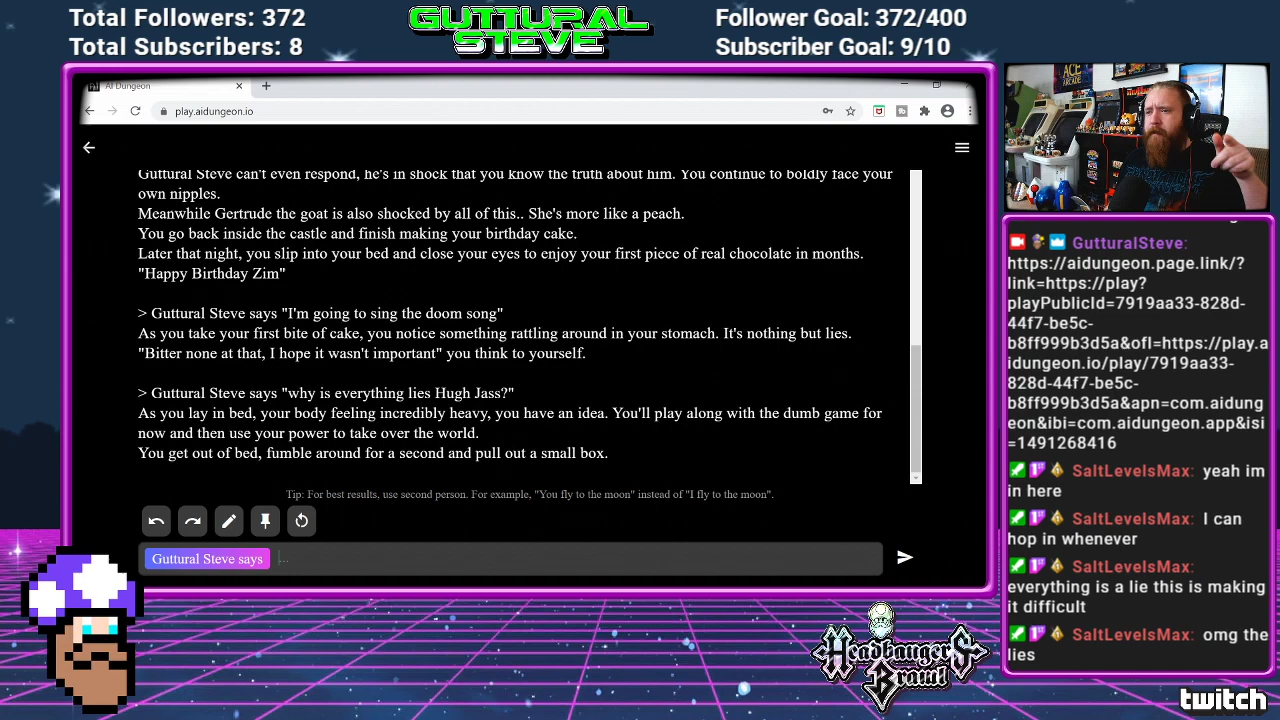 Total Followers: 372
Total Subscribers: 8
GUTTURAL
STEVE
Follower Goal: 372/400
Subscriber Goal: 9/10
AI Dungeon
play.aidungeon.io
Guttural Steve can't even respond, he's in shock that you know the truth about him. You continue to boldly face your
own nipples.
Meanwhile Gertrude the goat is also shocked by all of this.. She's more like a peach.
You go back inside the castle and finish making your birthday cake.
Later that night, you slip into your bed and close your eyes to enjoy your first piece of real chocolate in months.
"Happy Birthday Zim"
> Guttural Steve says "I'm going to sing the doom song"
As you take your first bite of cake, you notice something rattling around in your stomach. It's nothing but lies.
"Bitter none at that, I hope it wasn't important" you think to yourself.
> Guttural Steve says "why is everything lies Hugh Jass?"
As you lay in bed, your body feeling incredibly heavy, you have an idea. You'll play along with the dumb game for
now and then use your power to take over the world.
You get out of bed, fumble around for a second and pull out a small box.
Tip: For best results, use second person. For example, "You fly to the moon" instead of "I fly to the moon".
Guttural Steve says ...
ACE
ARCADE
GutturalSteve:
https://aidungeon.page.link/?
link=https://play?
playPublicId=7919aa33-828d-
44f7-be5c-
b8ff999b3d5a&ofl=https://play.a
idungeon.io/play/7919aa33-
828d-44f7-be5c-
b8ff999b3d5a&apn=com.aidung
eon&ibi=com.aidungeon.app&isi
=1491268416
SaltLevelsMax: yeah im
in here
SaltLevelsMax: I can
hop in whenever
SaltLevelsMax:
everything is a lie this is making
it difficult
SaltLevelsMax: omg the
lies
Headbangers
Brawl
twitch